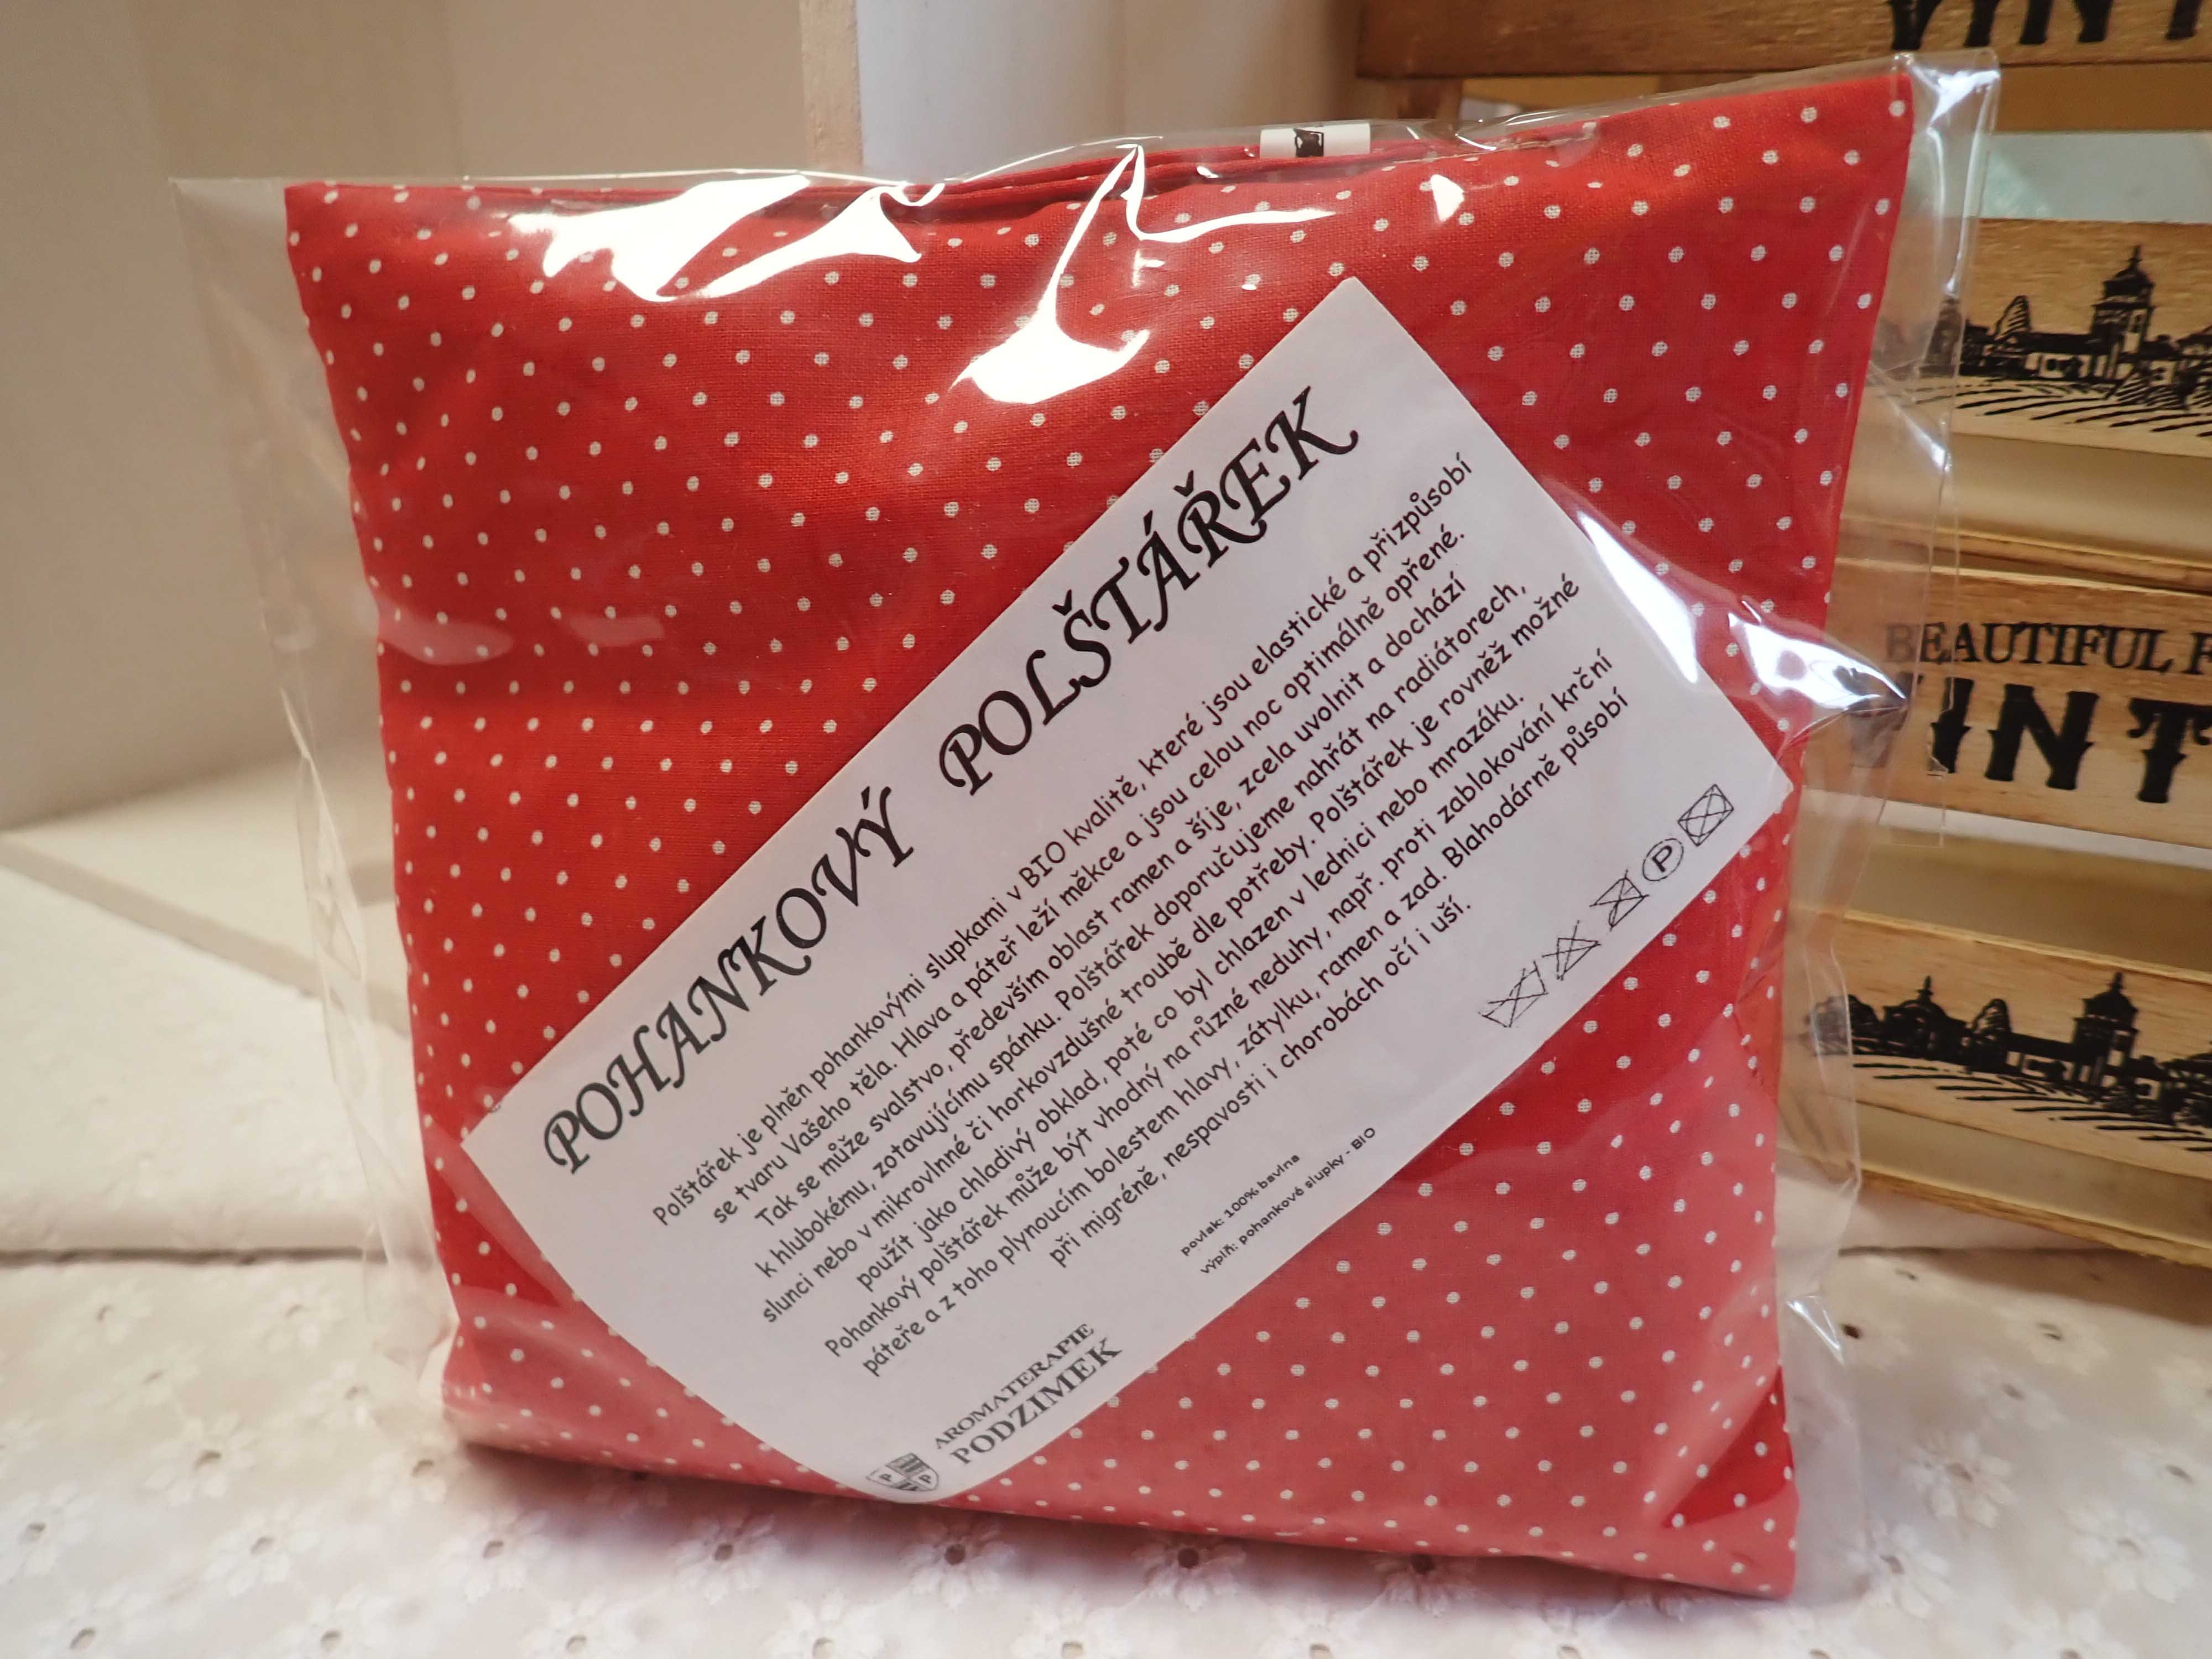 POHANKOVÝ POLŠTÁŘEK
Polštářek je plněn pohankovými slupkami v BIO kvalitě, které jsou elastické a přizpůsobí
se tvaru Vašeho těla. Hlava a páteř leží měkce a jsou celou noc optimálně opřené.
Tak se může svalstvo, především oblast ramen a šíje, zcela uvolnit a dochází
k hlubokému, zotavujícímu spánku. Polštářek doporučujeme nahřát na radiátorech,
slunci nebo v mikrovlnné či horkovzdušné troubě dle potřeby. Polštářek je rovněž možné
použít jako chladivý obklad, poté co byl chlazen v lednici nebo mrazáku.
Pohankový polštářek může být vhodný na různé neduhy, např. proti zablokování krční
páteře a z toho plynoucím bolestem hlavy, zátylku, ramen a zad. Blahodárně působí
při migréně, nespavosti i chorobách očí i uší.
povlak: 100% bavlna
výplň: pohankové slupky - BIO
P
AROMATERAPIE
PODZIMEK
P P
VINT
BEAUTIFUL
VINT